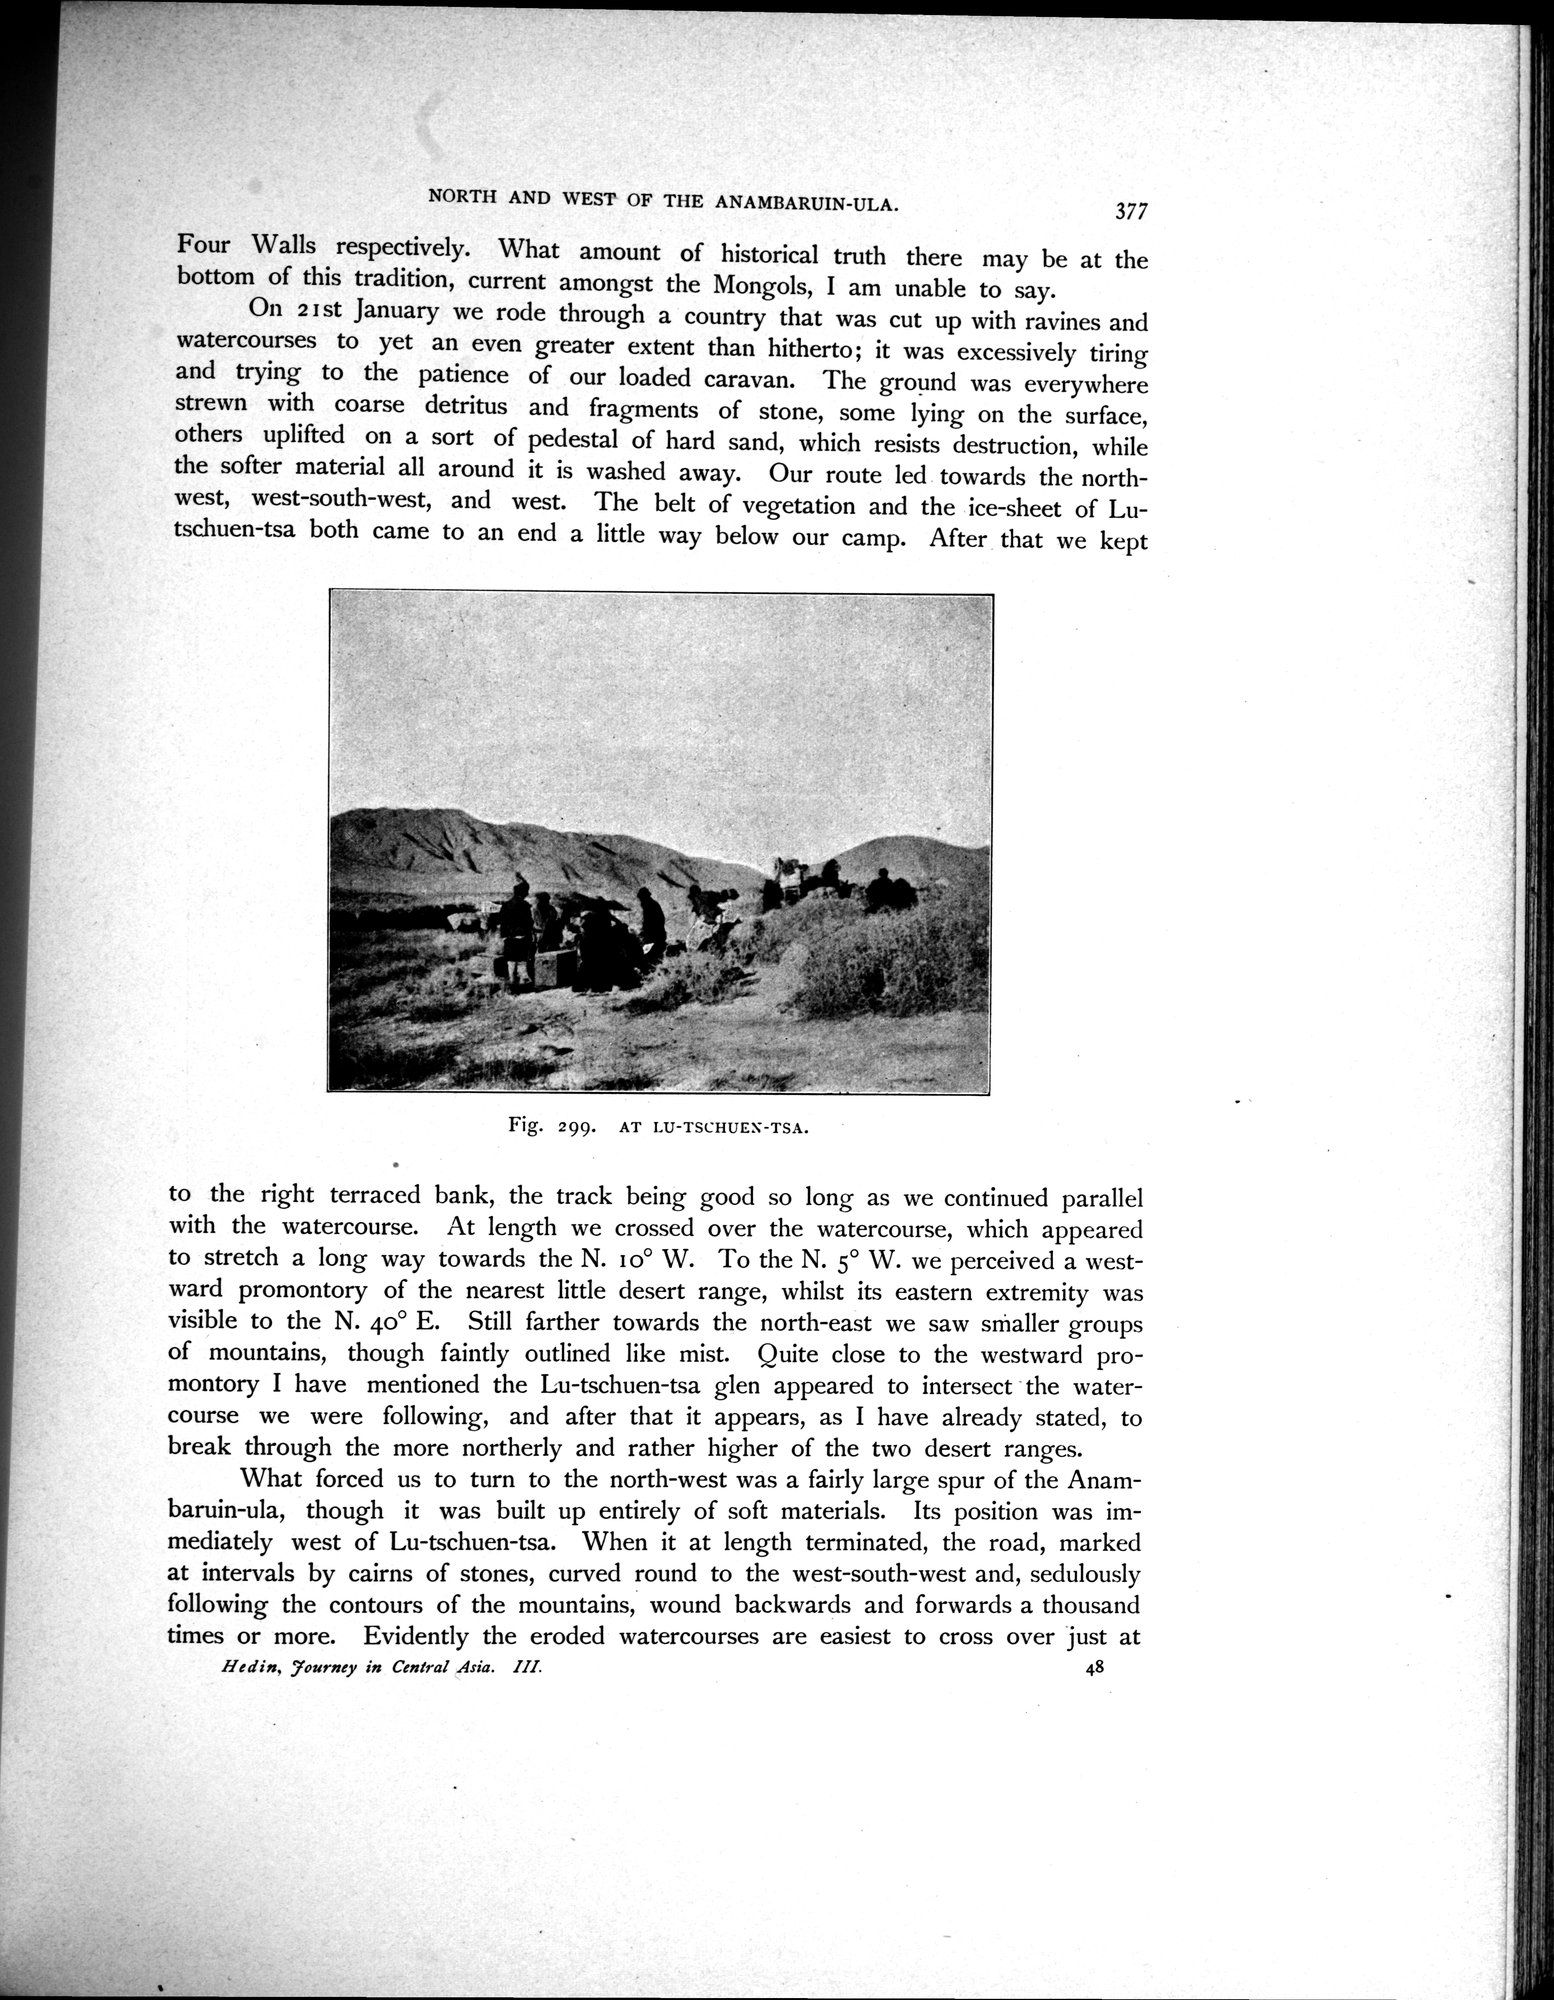 NORTH AND WEST OF THE ANAMBARUIN-ULA.
377
Four Walls respectively. What amount of historical truth there may be at the
bottom of this tradition, current amongst the Mongols, I am unable to say.
On 21st January we rode through a country that was cut up with ravines and
watercourses to yet an even greater extent than hitherto; it was excessively tiring
and trying to the patience of our loaded caravan. The ground was everywhere
strewn with coarse detritus and fragments of stone, some lying on the surface,
others uplifted on a sort of pedestal of hard sand, which resists destruction, while
the softer material all around it is washed away. Our route led towards the north-
west, west-south-west, and west. The belt of vegetation and the ice-sheet of Lu-
tschuen-tsa both came to an end a little way below our camp. After that we kept
Fig. 299. AT LU-TSCHUEN-TSA.
to the right terraced bank, the track being good so long as we continued parallel
with the watercourse. At length we crossed over the watercourse, which appeared
to stretch a long way towards the N. 10° W. To the N. 5° W. we perceived a west-
ward promontory of the nearest little desert range, whilst its eastern extremity was
visible to the N. 40° E. Still farther towards the north-east we saw smaller groups
of mountains, though faintly outlined like mist. Quite close to the westward pro-
montory I have mentioned the Lu-tschuen-tsa glen appeared to intersect the water-
course we were following, and after that it appears, as I have already stated, to
break through the more northerly and rather higher of the two desert ranges.
What forced us to turn to the north-west was a fairly large spur of the Anam-
baruin-ula, though it was built up entirely of soft materials. Its position was im-
mediately west of Lu-tschuen-tsa. When it at length terminated, the road, marked
at intervals by cairns of stones, curved round to the west-south-west and, sedulously
following the contours of the mountains, wound backwards and forwards a thousand
times or more. Evidently the eroded watercourses are easiest to cross over just at
Hedin, Journey in Central Asia. III.
48